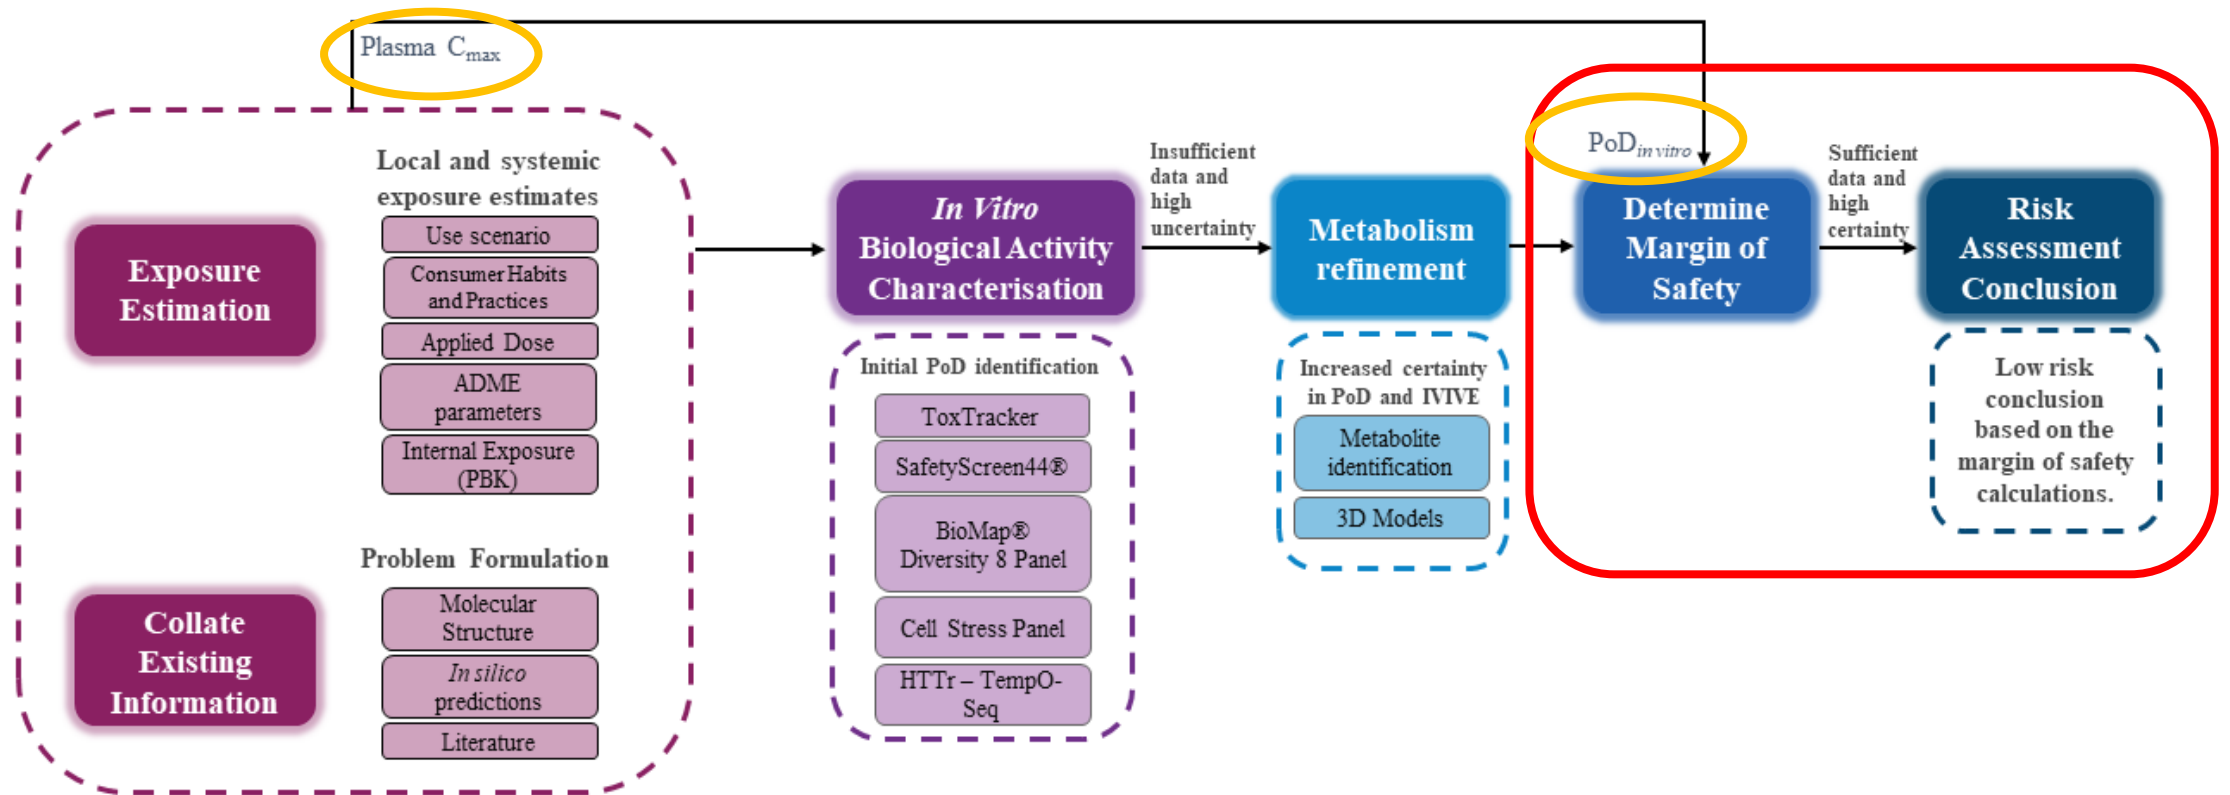 Plasma Cmax
Local and systemic
exposure estimates
Exposure
Estimation
Use scenario
Consumer Habits
and Practices
Applied Dose
ADME
parameters
Internal Exposure
(PBK)
Problem Formulation
Collate
Existing
Information
Molecular
Structure
In silico
predictions
Literature
In Vitro
Biological Activity
Characterisation
Initial PoD identification
ToxTracker
SafetyScreen44®
BioMap®
Diversity 8 Panel
Cell Stress Panel
HTTr – TempO-
Seq
Insufficient
data and
high
uncertainty
Metabolism
refinement
Increased certainty
in PoD and IVIVE
Metabolite
identification
3D Models
PoDin vitro
Determine
Margin of
Safety
Sufficient
data and
high
certainty
Risk
Assessment
Conclusion
Low risk
conclusion
based on the
margin of safety
calculations.